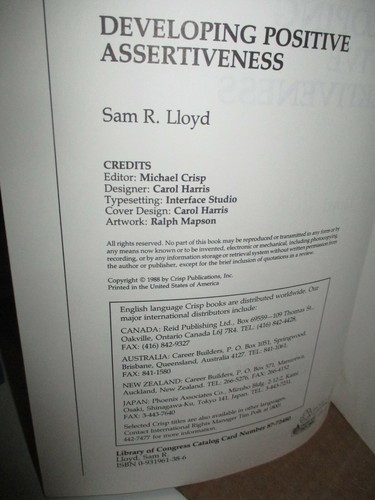 DEVELOPING POSITIVE
ASSERTIVENESS
Sam R. Lloyd
CREDITS
Editor: Michael Crisp
Designer: Carol Harris
Typesetting: Interface Studio
Cover Design: Carol Harris
Artwork: Ralph Mapson
All rights reserved. No part of this book may be reproduced or transmitted in any form or by
any means now known or to be invented, electronic or mechanical, including photocopying,
recording, or by any information storage or retrieval system without written permission from
the author or publisher, except for the brief inclusion of quotations in a review.
Copyright © 1988 by Crisp Publications, Inc.
Printed in the United States of America
English language Crisp books are distributed worldwide. Our
major international distributors include:
CANADA: Reid Publishing Ltd., Box 69559—109 Thomas St.,
Oakville, Ontario Canada L6J 7R4. TEL: (416) 842-4428,
FAX: (416) 842-9327
AUSTRALIA: Career Builders, P. O. Box 1051, Springwood,
Brisbane, Queensland, Australia 4127. TEL: 841-1061,
FAX: 841-1580
NEW ZEALAND: Career Builders, P. O. Box 571, Manurewa,
Auckland, New Zealand. TEL: 266-5276, FAX: 266-4152
JAPAN: Phoenix Associates Co., Mizuho Bldg. 2-12-2, Kami
Osaki, Shinagawa-Ku, Tokyo 141, Japan. TEL: 3-443-7231,
FAX: 3-443-7640
Selected Crisp titles are also available in other languages.
Contact International Rights Manager Tim Polk at (800)
442-7477 for more information.
Library of Congress Catalog Card Number
Lloyd, Sam R.
ISBN 0-931961-38-6